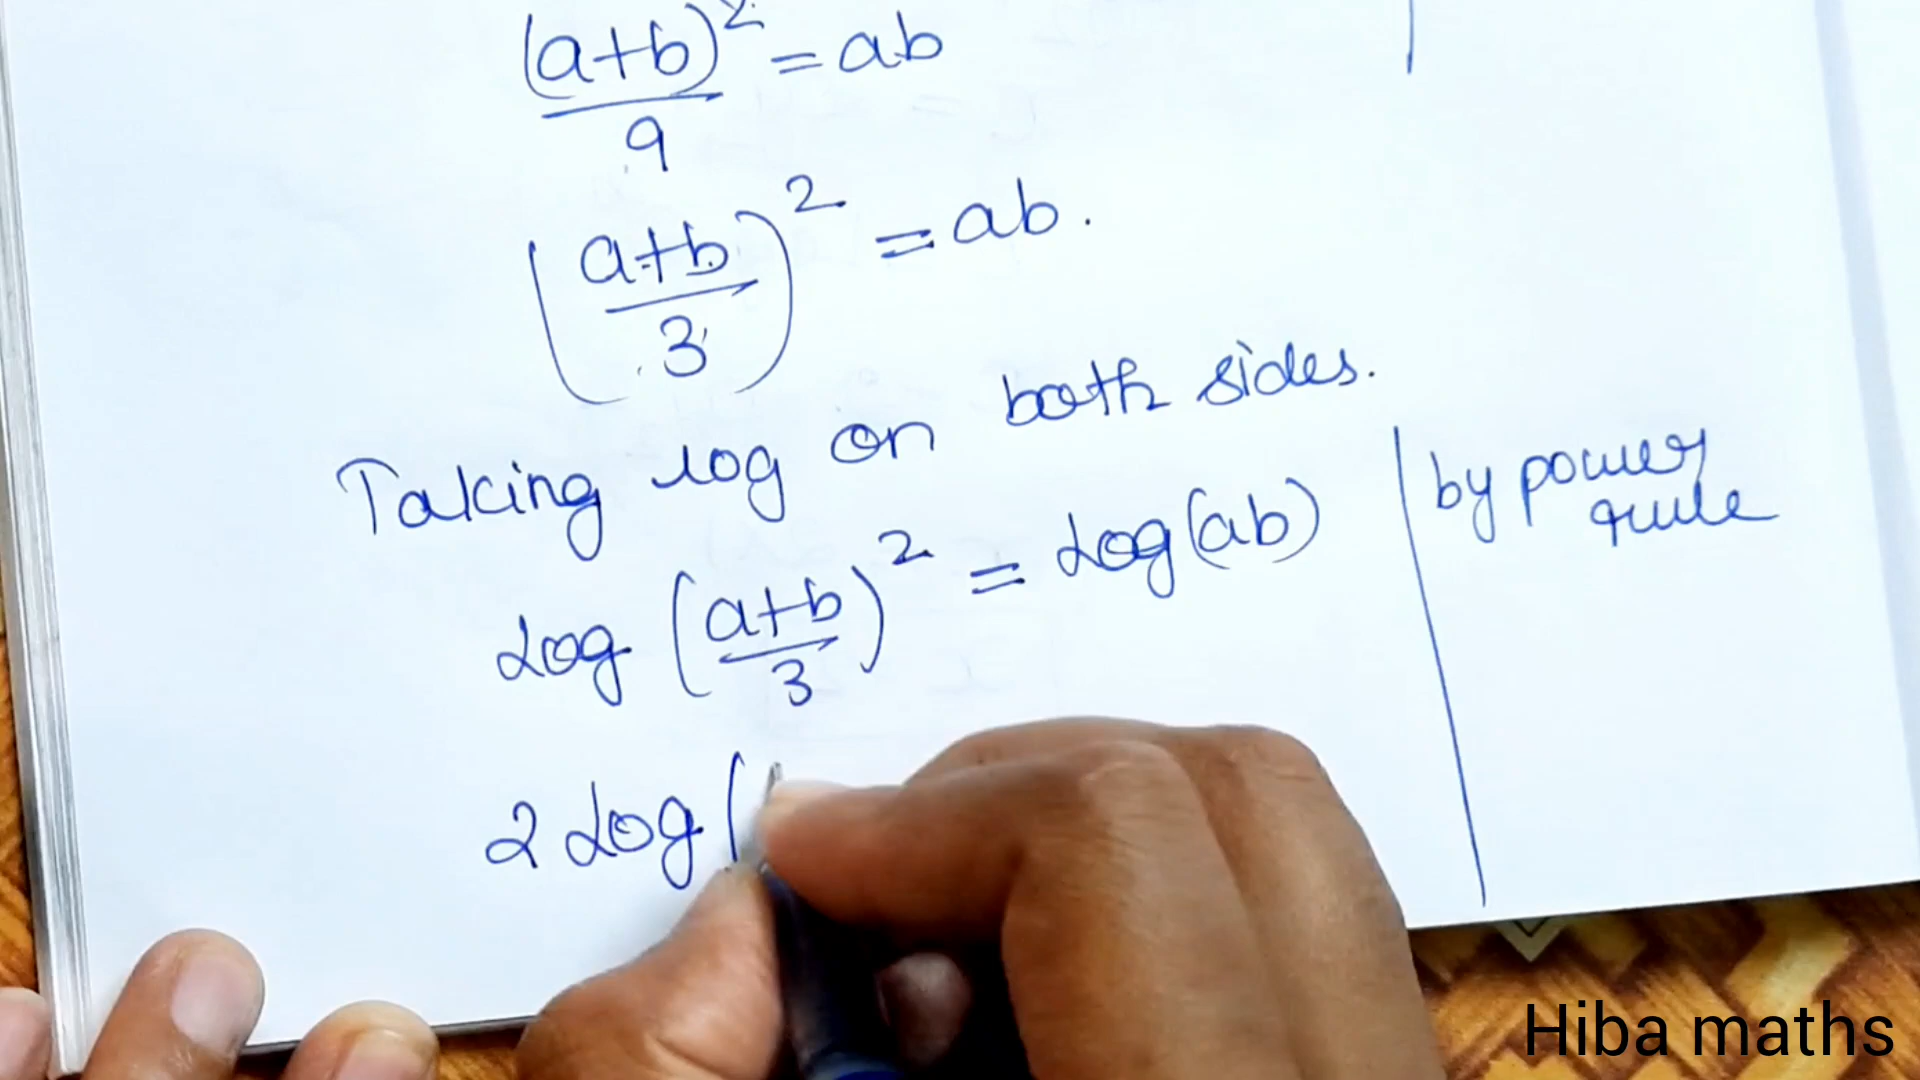 (a+b)² = ab
9
(a+b)² = ab.
3
Taking log on both sides.
log (a+b)² = log(ab)
3
by power
rule
2 log (
Hiba maths